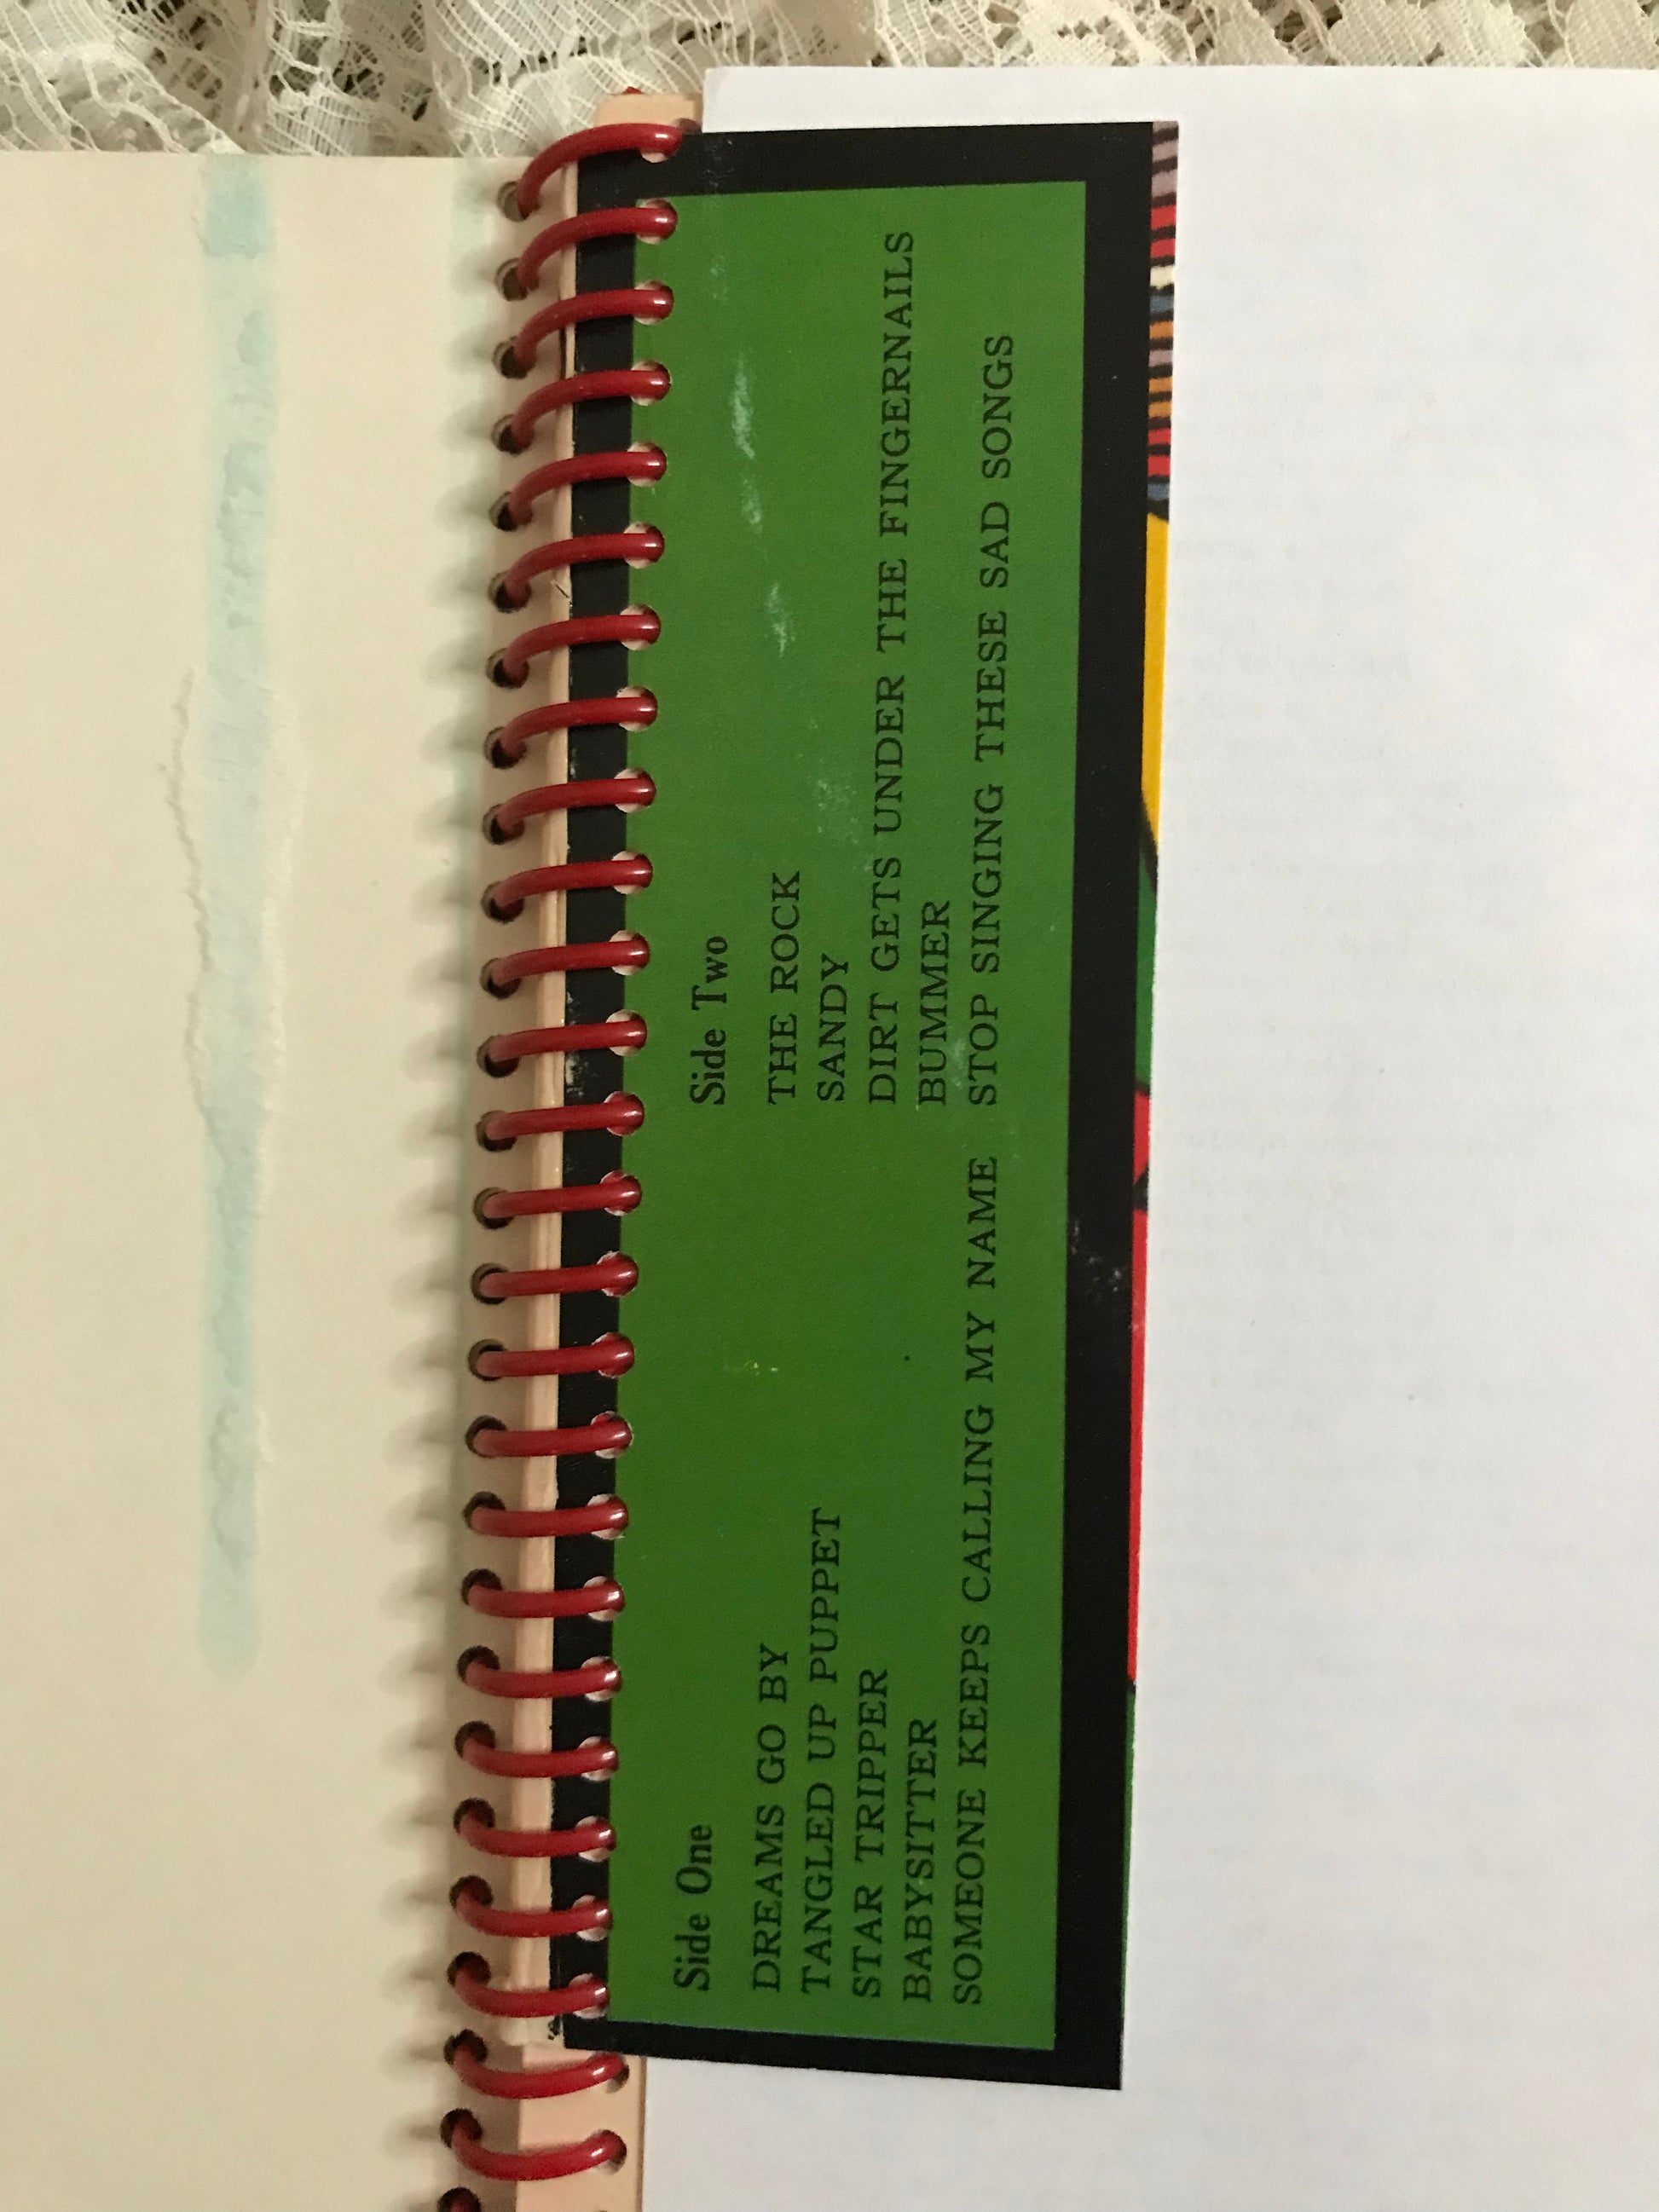 Side One
DREAMS GO BY
TANGLED UP PUPPET
STAR TRIPPER
BABYSITTER
SOMEONE KEEPS CALLING MY NAME
Side Two
THE ROCK
SANDY
DIRT GETS UNDER THE FINGERNAILS
BUMMER
STOP SINGING THESE SAD SONGS